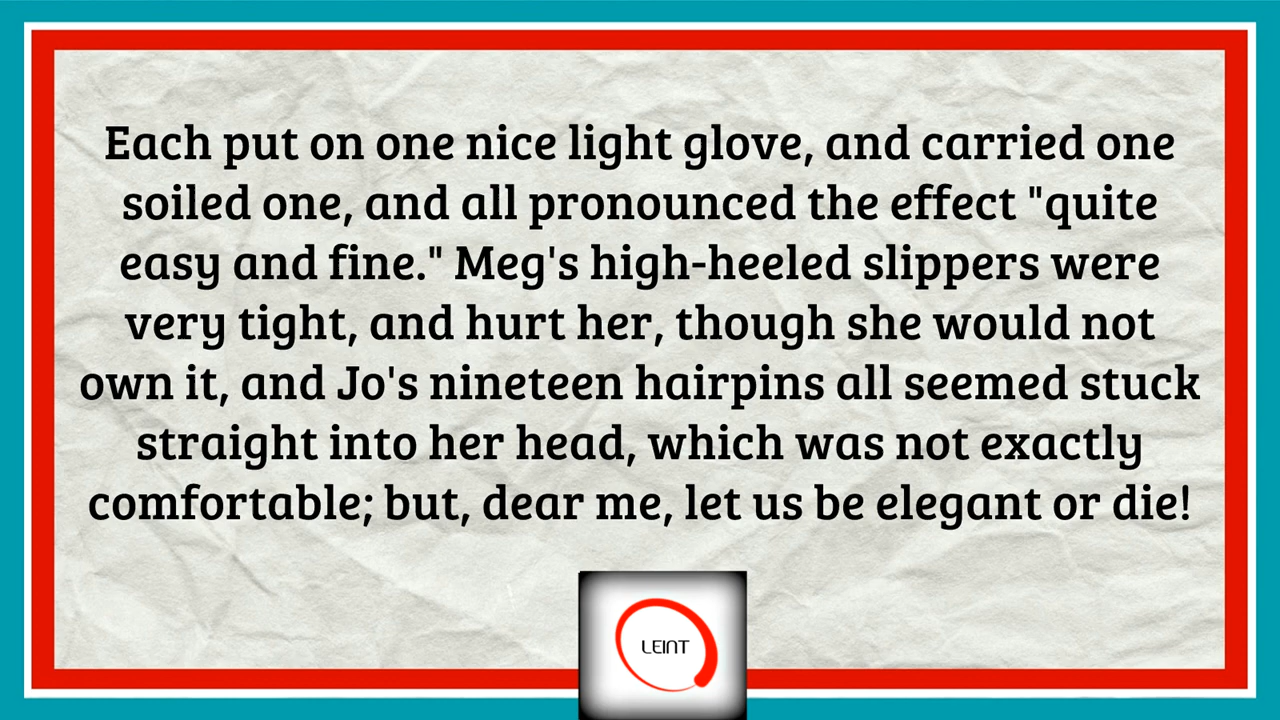 Each put on one nice light glove, and carried one
soiled one, and all pronounced the effect "quite
easy and fine." Meg's high-heeled slippers were
very tight, and hurt her, though she would not
own it, and Jo's nineteen hairpins all seemed stuck
straight into her head, which was not exactly
comfortable; but, dear me, let us be elegant or die!
LEINT